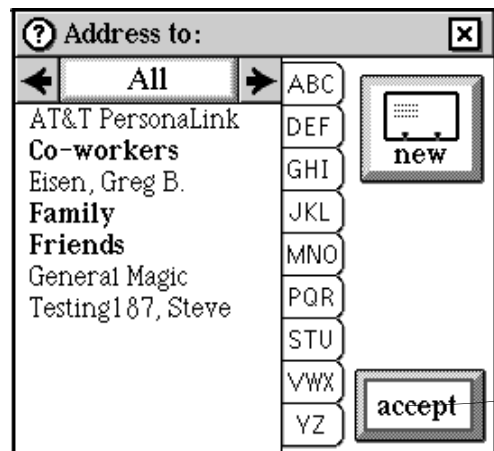 ? Address to:
All
AT&T PersonaLink
Co-workers
Eisen, Greg B.
Family
Friends
General Magic
Testing187, Steve
ABC
DEF
GHI
JKL
MNO
PQR
STU
VWX
YZ
new
accept